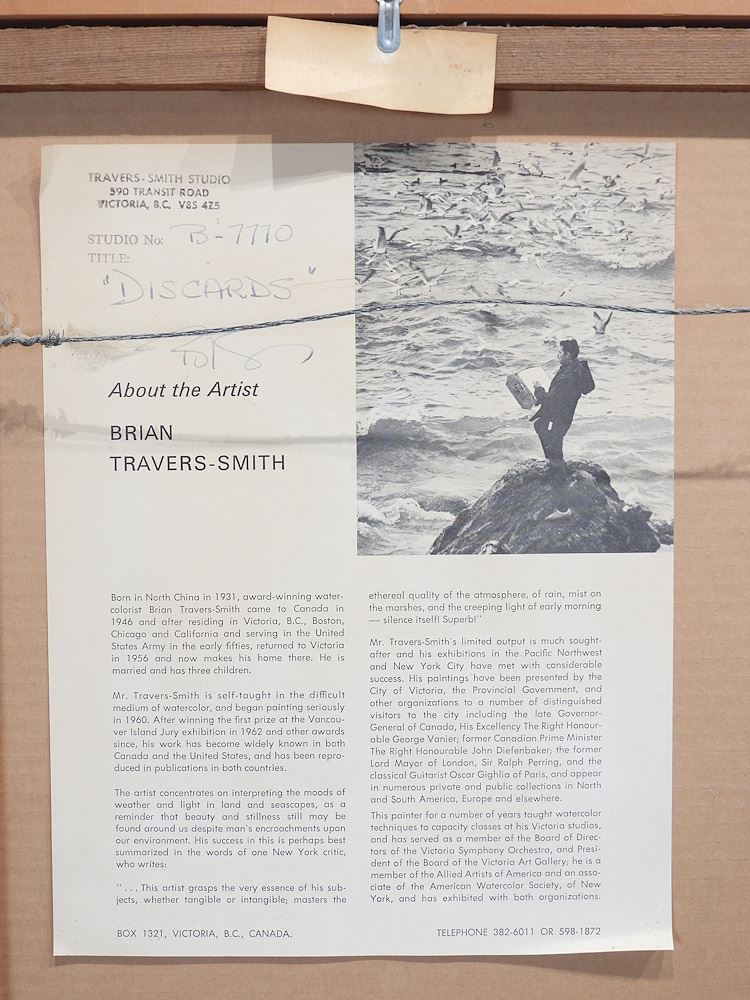 TRAVERS-SMITH STUDIO
590 TRANSIT ROAD
VICTORIA, B.C. V8S 4Z5
STUDIO No: B-7710
TITLE:
"DISCARDS"
About the Artist
BRIAN
TRAVERS-SMITH
Born in North China in 1931, award-winning water-
colorist Brian Travers-Smith came to Canada in
1946 and after residing in Victoria, B.C., Boston,
Chicago and California and serving in the United
States Army in the early fifties, returned to Victoria
in 1956 and now makes his home there. He is
married and has three children.
Mr. Travers-Smith is self-taught in the difficult
medium of watercolor, and began painting seriously
in 1960. After winning the first prize at the Vancou-
ver Island Jury exhibition in 1962 and other awards
since, his work has become widely known in both
Canada and the United States, and has been repro-
duced in publications in both countries.
The artist concentrates on interpreting the moods of
weather and light in land and seascapes, as a
reminder that beauty and stillness still may be
found around us despite man's encroachments upon
our environment. His success in this is perhaps best
summarized in the words of one New York critic,
who writes:
"... This artist grasps the very essence of his sub-
jects, whether tangible or intangible; masters the
ethereal quality of the atmosphere, of rain, mist on
the marshes, and the creeping light of early morning
— silence itself! Superb!"
Mr. Travers-Smith's limited output is much sought-
after and his exhibitions in the Pacific Northwest
and New York City have met with considerable
success. His paintings have been presented by the
City of Victoria, the Provincial Government, and
other organizations to a number of distinguished
visitors to the city including the late Governor-
General of Canada, His Excellency The Right Honour-
able George Vanier; former Canadian Prime Minister
The Right Honourable John Diefenbaker; the former
Lord Mayor of London, Sir Ralph Perring, and the
classical Guitarist Oscar Gighlia of Paris, and appear
in numerous private and public collections in North
and South America, Europe and elsewhere.
This painter for a number of years taught watercolor
techniques to capacity classes at his Victoria studios,
and has served as a member of the Board of Direc-
tors of the Victoria Symphony Orchestra, and Presi-
dent of the Board of the Victoria Art Gallery; he is a
member of the Allied Artists of America and an asso-
ciate of the American Watercolor Society, of New
York, and has exhibited with both organizations.
BOX 1321, VICTORIA, B.C., CANADA.
TELEPHONE 382-6011 OR 598-1872